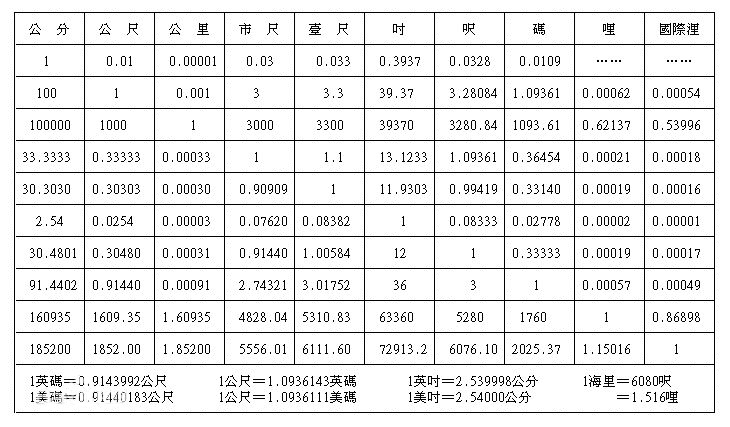 公分 公尺 公里 市尺 臺尺 吋 呎 碼 哩 國際浬
1 0.01 0.00001 0.03 0.033 0.3937 0.0328 0.0109 …… ……
100 1 0.001 3 3.3 39.37 3.28084 1.09361 0.00062 0.00054
100000 1000 1 3000 3300 39370 3280.84 1093.61 0.62137 0.53996
33.3333 0.33333 0.00033 1 1.1 13.1233 1.09361 0.36454 0.00021 0.00018
30.3030 0.30303 0.00030 0.90909 1 11.9303 0.99419 0.33140 0.00019 0.00016
2.54 0.0254 0.00003 0.07620 0.08382 1 0.08333 0.02778 0.00002 0.00001
30.4801 0.30480 0.00031 0.91440 1.00584 12 1 0.33333 0.00019 0.00017
91.4402 0.91440 0.00091 2.74321 3.01752 36 3 1 0.00057 0.00049
160935 1609.35 1.60935 4828.04 5310.83 63360 5280 1760 1 0.86898
185200 1852.00 1.85200 5556.01 6111.60 72913.2 6076.10 2025.37 1.15016 1
1英碼＝0.9143992公尺 1公尺＝1.0936143英碼 1英吋＝2.539998公分 1海里＝6080呎
1美碼＝0.91440183公尺 1公尺＝1.0936111美碼 1美吋＝2.54000公分 ＝1.516哩